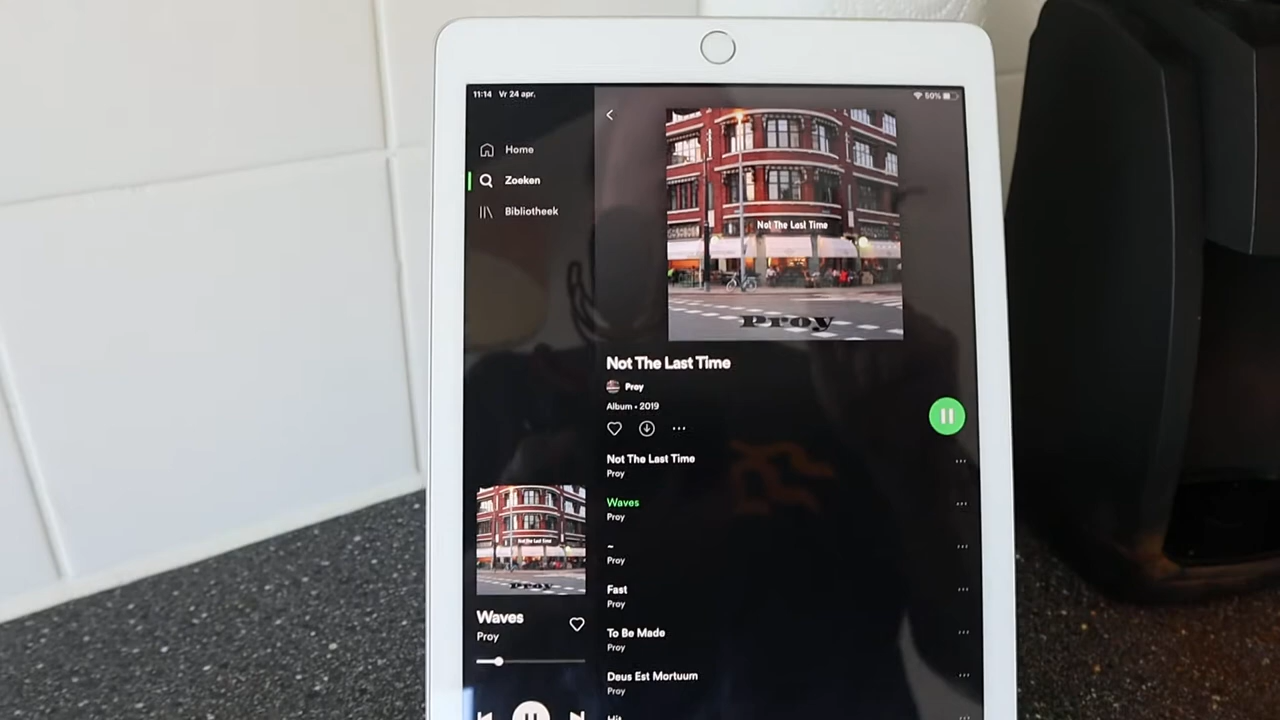 11:14 Vr 24 apr.
50%
Home
Zoeken
Bibliotheek
Not The Last Time
Proy
Not The Last Time
Proy
Album • 2019
Not The Last Time
Proy
Waves
Proy
~
Proy
Fast
Proy
To Be Made
Proy
Deus Est Mortuum
Proy
Not The Last Time
Proy
Waves
Proy